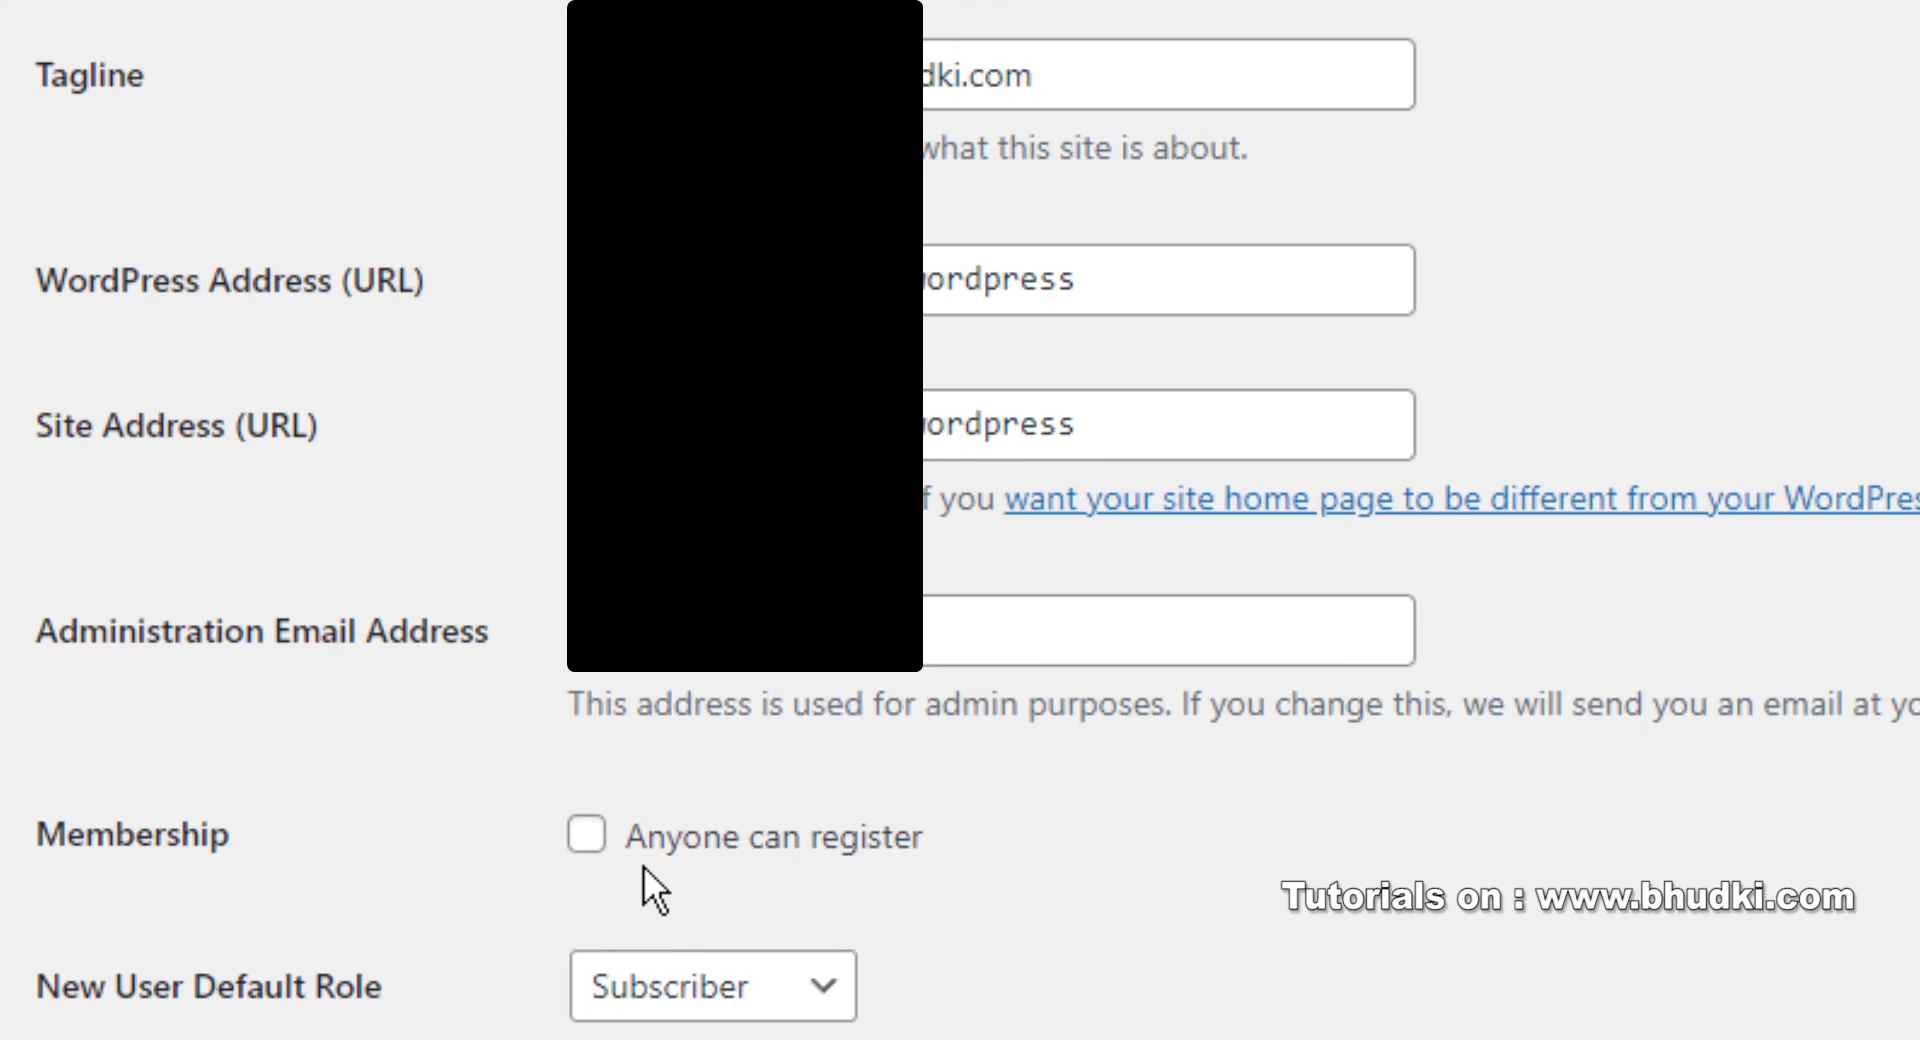 Tagline
dki.com
what this site is about.
WordPress Address (URL)
ordpress
Site Address (URL)
ordpress
f you want your site home page to be different from your
Administration Email Address
This address is used for admin purposes. If you change this, we will send you an email at
Membership
Anyone can register
Tutorials on : www.bhudki.com
New User Default Role
Subscriber